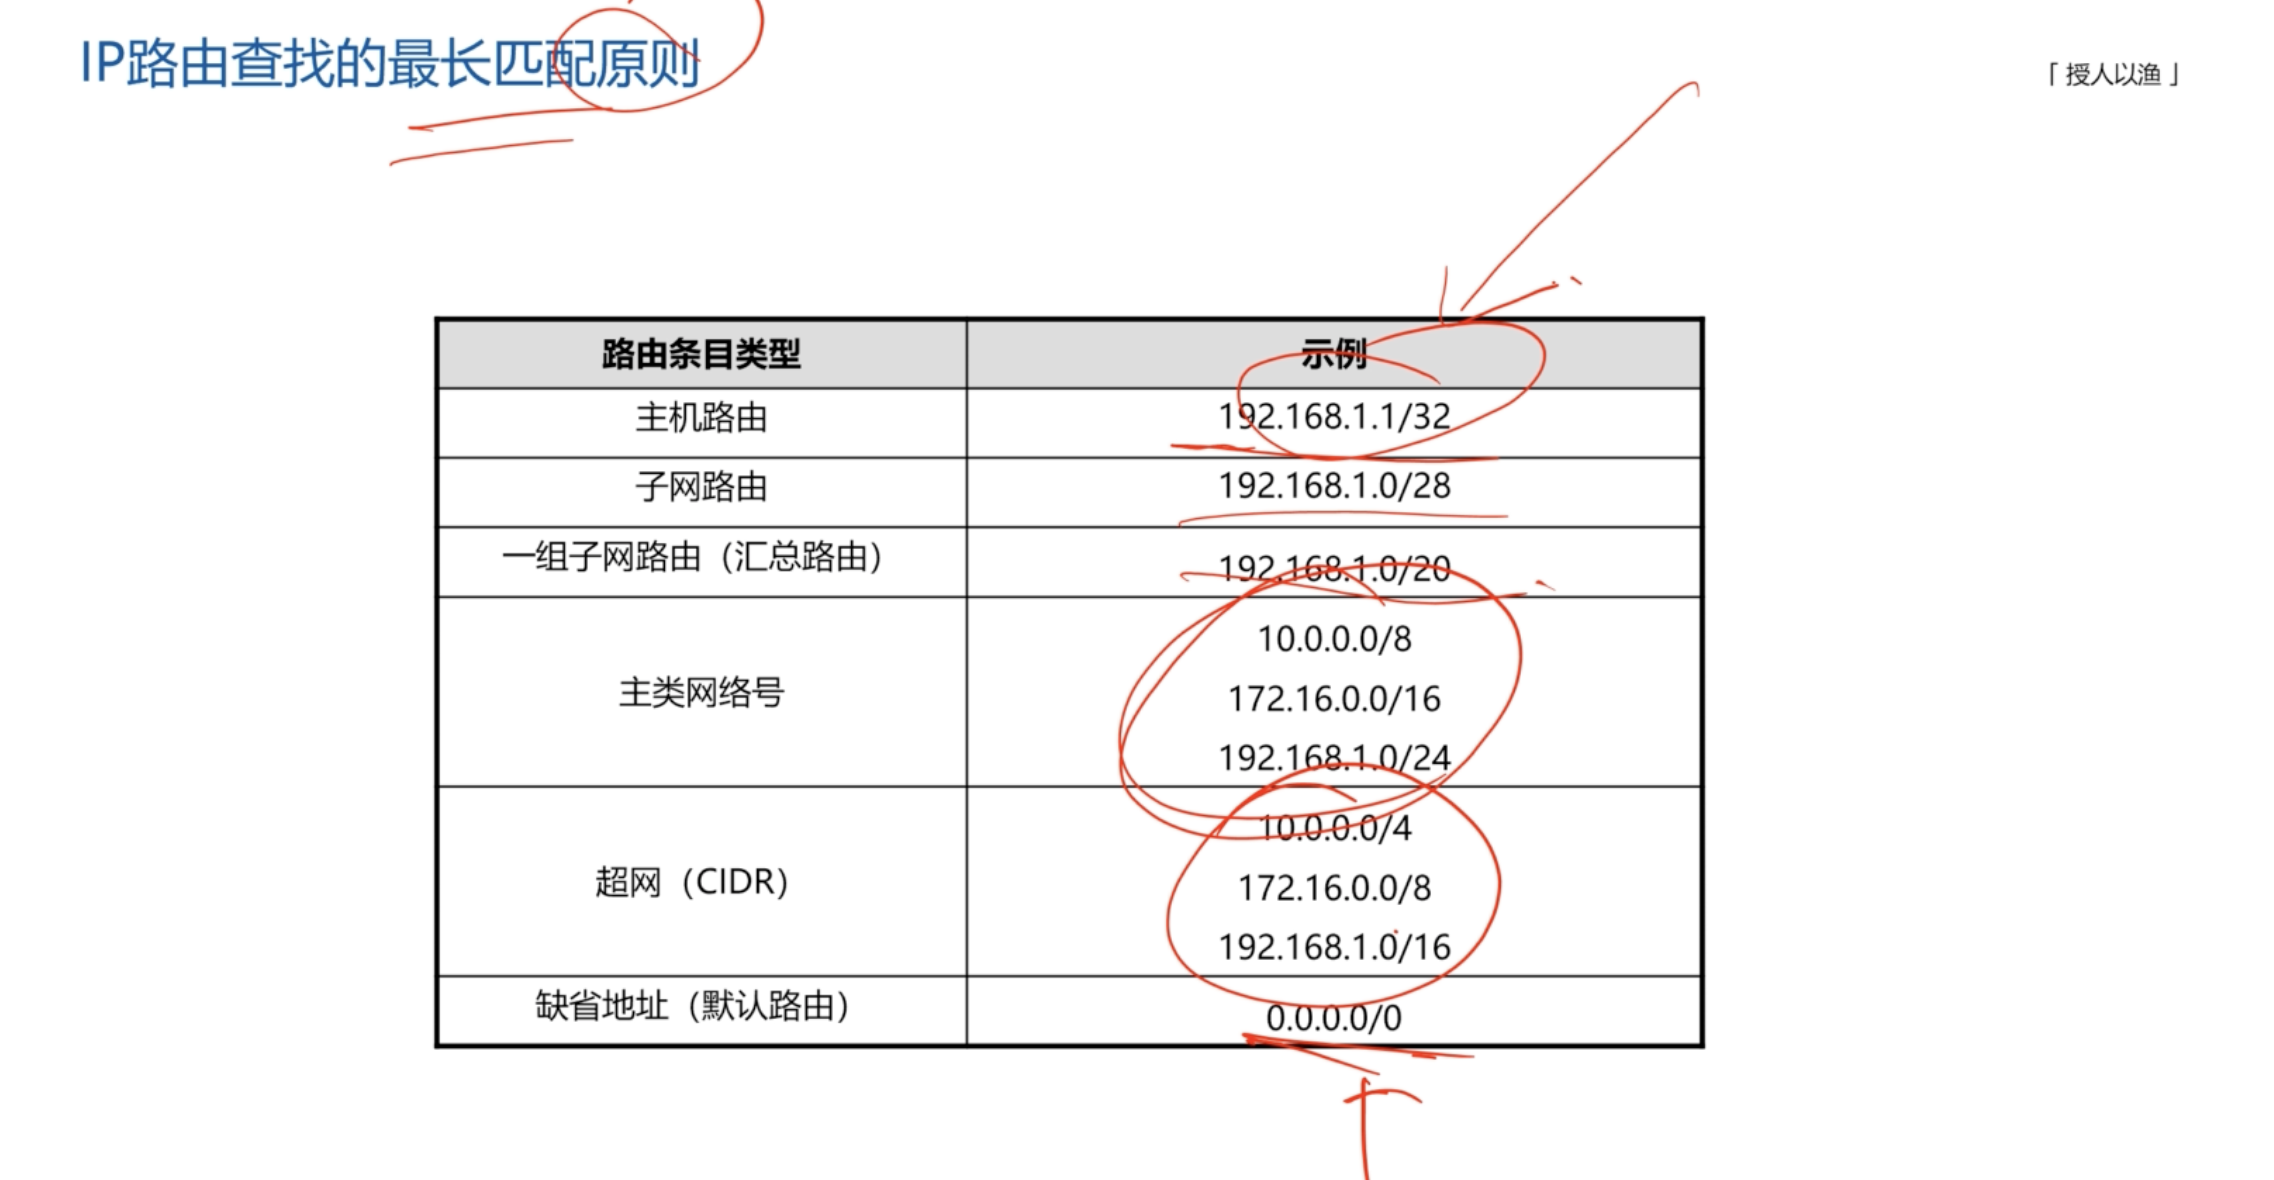 IP路由查找的最长匹配原则
「 授人以渔 」
路由条目类型 示例
主机路由 192.168.1.1/32
子网路由 192.168.1.0/28
一组子网路由（汇总路由） 192.168.1.0/20
主类网络号
10.0.0.0/8
172.16.0.0/16
192.168.1.0/24
超网（CIDR）
10.0.0.0/4
172.16.0.0/8
192.168.1.0/16
缺省地址（默认路由） 0.0.0.0/0